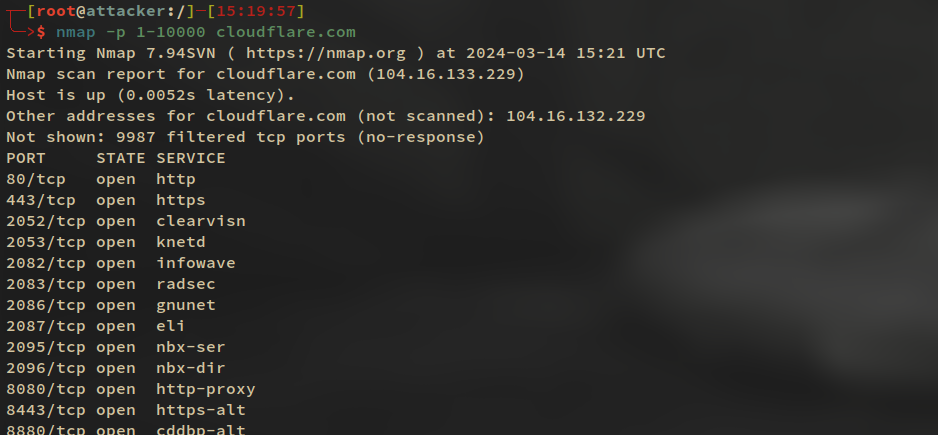 [root@attacker:/]-[15:19:57]
>$ nmap -p 1-10000 cloudflare.com
Starting Nmap 7.94SVN ( https://nmap.org ) at 2024-03-14 15:21 UTC
Nmap scan report for cloudflare.com (104.16.133.229)
Host is up (0.0052s latency).
Other addresses for cloudflare.com (not scanned): 104.16.132.229
Not shown: 9987 filtered tcp ports (no-response)
PORT     STATE SERVICE
80/tcp   open  http
443/tcp  open  https
2052/tcp open  clearvisn
2053/tcp open  knetd
2082/tcp open  infowave
2083/tcp open  radsec
2086/tcp open  gnunet
2087/tcp open  eli
2095/tcp open  nbx-ser
2096/tcp open  nbx-dir
8080/tcp open  http-proxy
8443/tcp open  https-alt
8880/tcp open  cddbp-alt